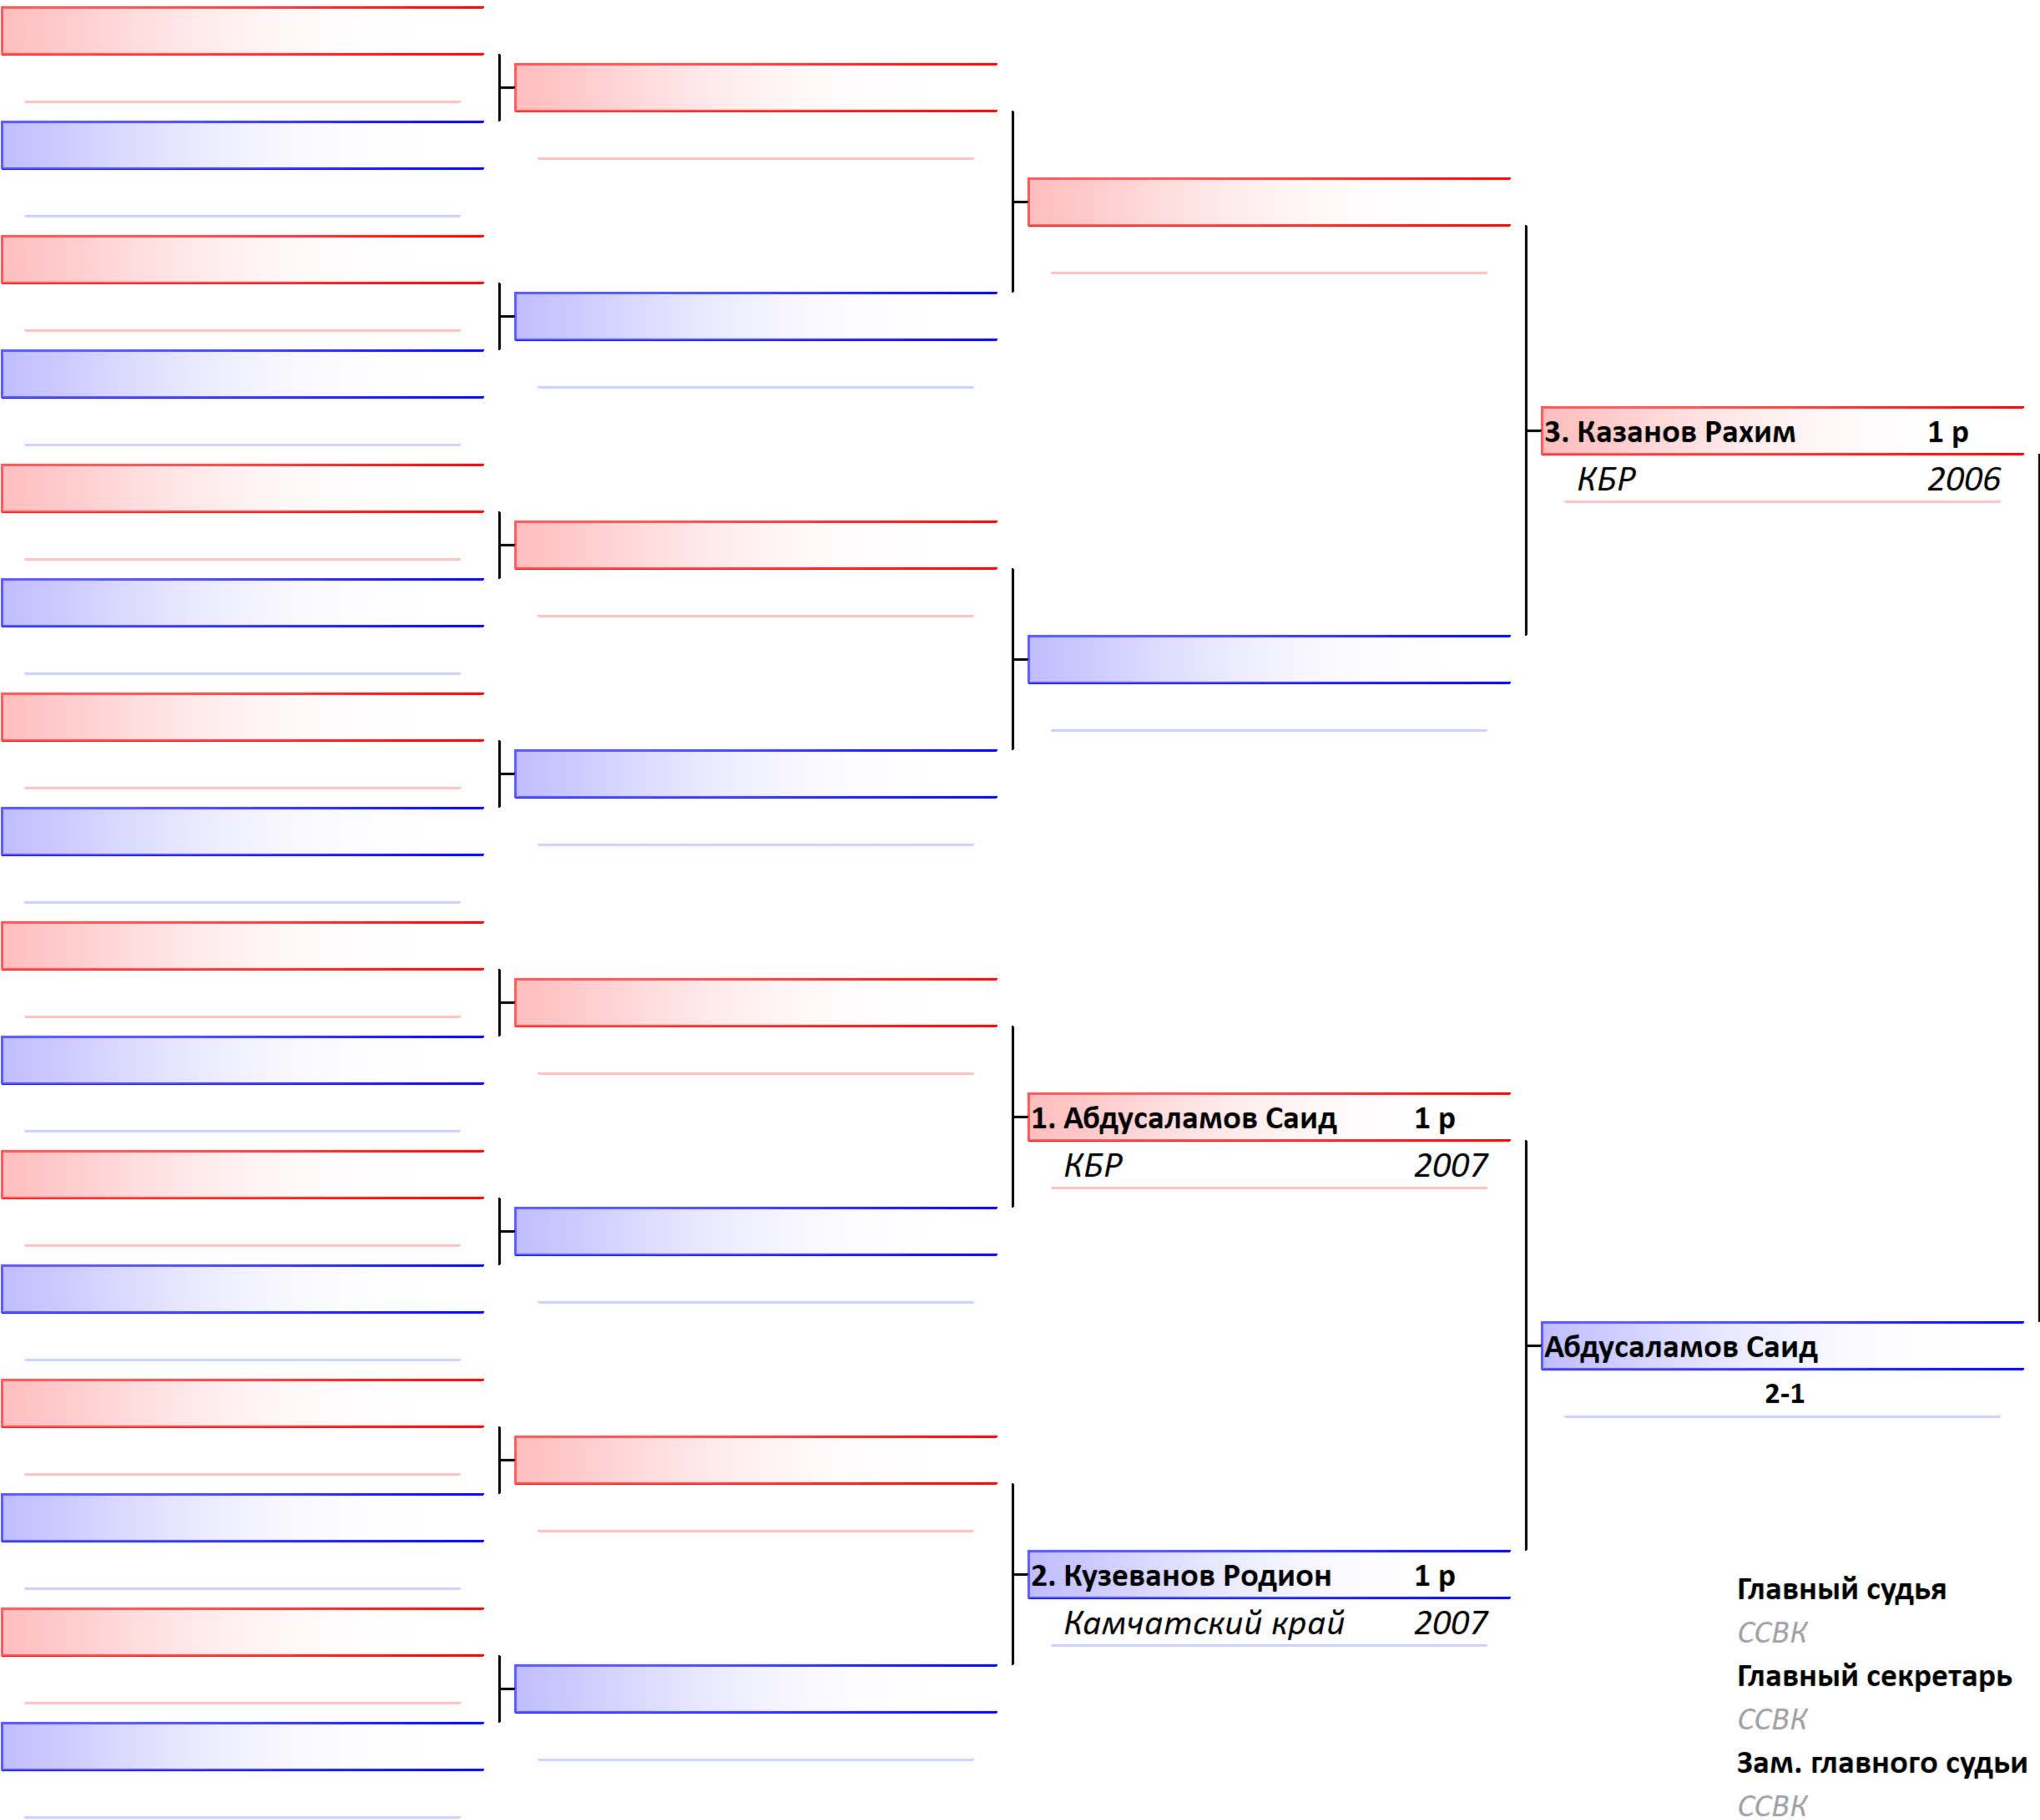 3. Казанов Рахим 1 р
КБР 2006
1. Абдусаламов Саид 1 р
КБР 2007
Абдусаламов Саид
2-1
2. Кузеванов Родион 1 р
Камчатский край 2007
Главный судья
ССВК
Главный секретарь
ССВК
Зам. главного судьи
ССВК